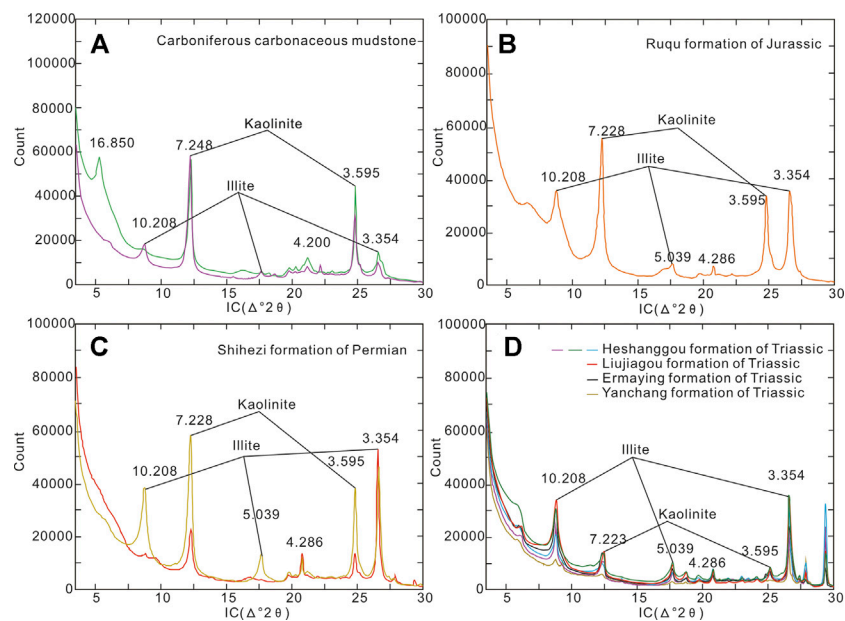 A
Carboniferous carbonaceous mudstone
Count
120000
100000
80000
60000
40000
20000
0
16.850
7.248
Kaolinite
Illite
3.595
10.208
4.200
3.354
5
10
15
20
25
30
IC(Δ°2θ)
B
Ruqu formation of Jurassic
Count
100000
80000
60000
40000
20000
0
7.228
Kaolinite
Illite
10.208
3.354
3.595
5.039
4.286
5
10
15
20
25
30
IC(Δ°2θ)
C
Shihezi formation of Permian
Count
100000
80000
60000
40000
20000
0
7.228
Kaolinite
Illite
3.354
10.208
3.595
5.039
4.286
5
10
15
20
25
30
IC(Δ°2θ)
D
Heshanggou formation of Triassic
Liujiagou formation of Triassic
Ermaying formation of Triassic
Yanchang formation of Triassic
Count
100000
80000
60000
40000
20000
0
Illite
10.208
3.354
Kaolinite
7.223
5.039
4.286
3.595
5
10
15
20
25
30
IC(Δ°2θ)